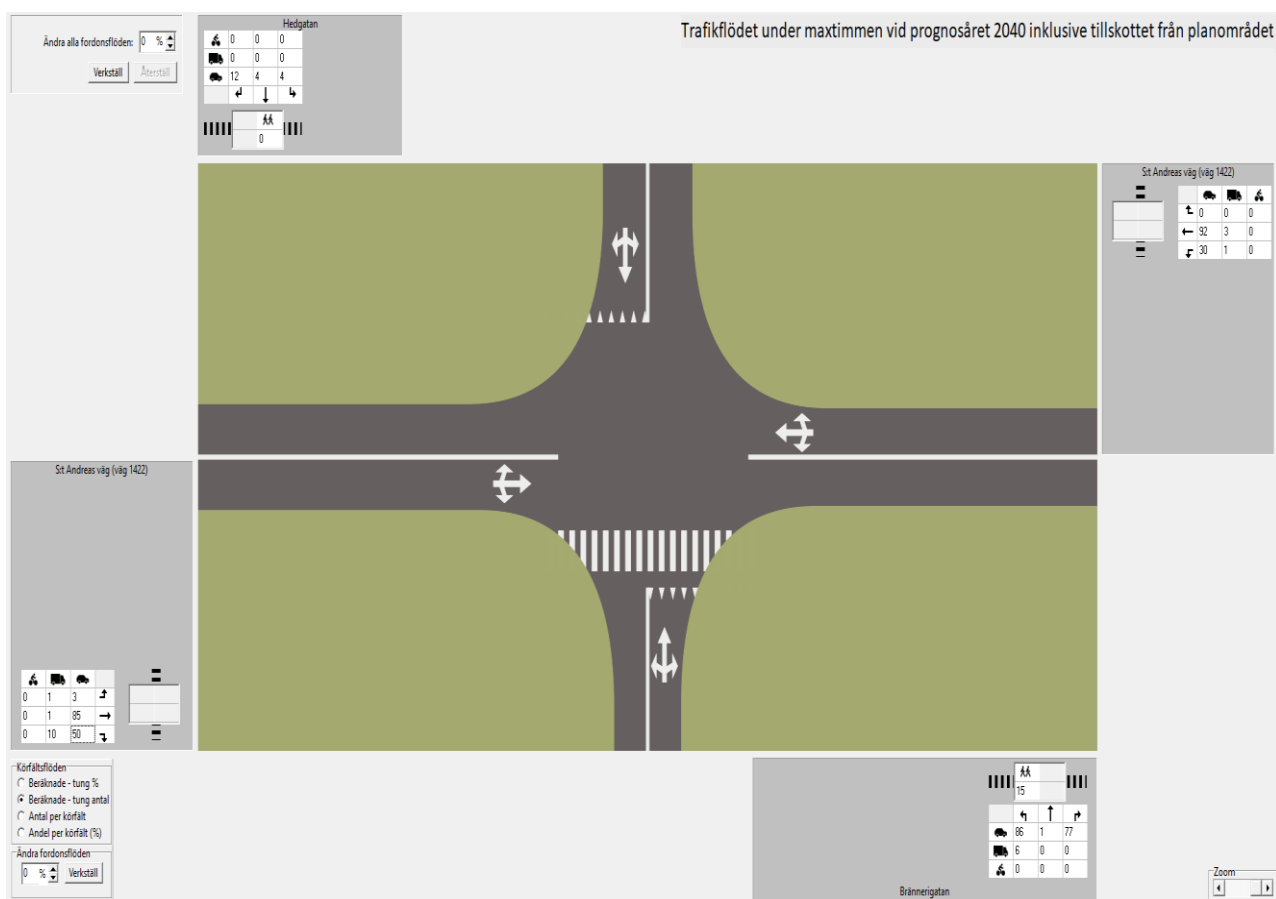 Trafikflödet under maxtimmen vid prognosåret 2040 inklusive tillskottet från planområdet
Ändra alla fordonsflöden: 0 %
Verkställ Återställ
Hedgatan
0 0 0
0 0 0
12 4 4
0
S:t Andreas väg (väg 1422)
0 0 0
92 3 0
30 1 0
S:t Andreas väg (väg 1422)
0 1 3
0 1 85
0 10 50
Körfältsflöden
Beräknade - tung %
Beräknade - tung antal
Antal per körfält
Andel per körfält (%)
Ändra fordonsflöden
0 % Verkställ
15
86 1 77
6 0 0
0 0 0
Brännerigatan
Zoom